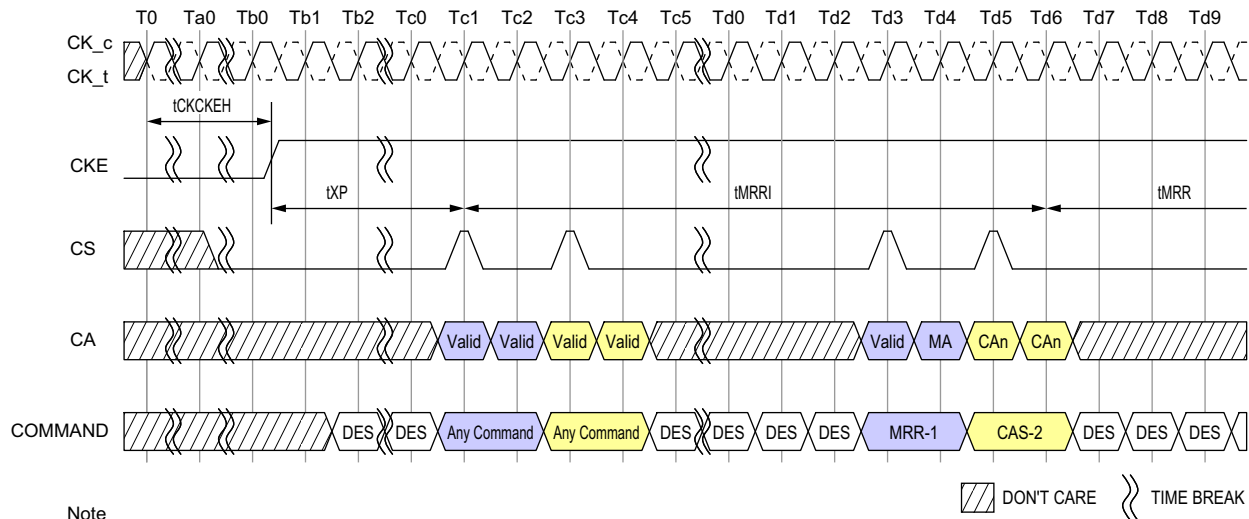 T0 Ta0 Tb0 Tb1 Tb2 Tc0 Tc1 Tc2 Tc3 Tc4 Tc5 Td0 Td1 Td2 Td3 Td4 Td5 Td6 Td7 Td8 Td9
CK_c
CK_t
tCKCKEH
CKE
tXP tMRRI tMRR
CS
CA Valid Valid Valid Valid Valid MA CAn CAn
COMMAND DES DES Any Command Any Command DES DES DES DES MRR-1 CAS-2 DES DES DES
DON'T CARE TIME BREAK
Note